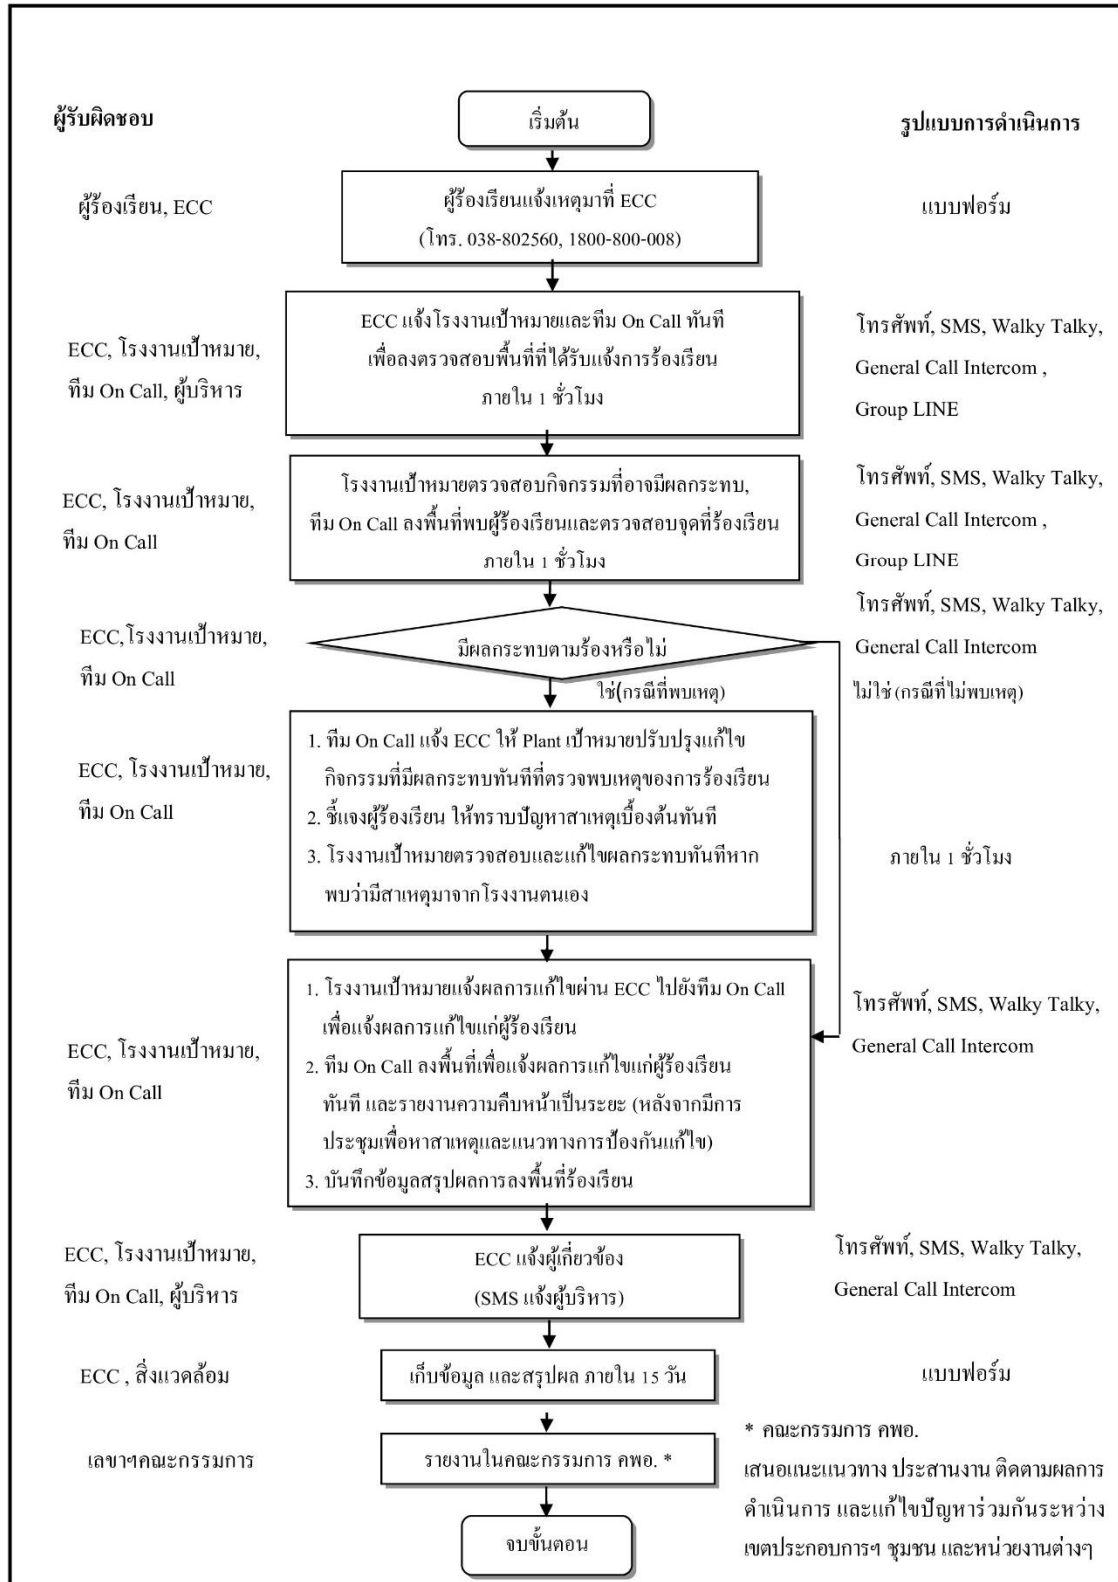 ผู้รับผิดชอบ
เริ่มต้น
รูปแบบการดำเนินการ
ผู้ร้องเรียน, ECC
ผู้ร้องเรียนแจ้งเหตุมาที่ ECC
(โทร. 038-802560, 1800-800-008)
แบบฟอร์ม
ECC, โรงงานเป้าหมาย,
ทีม On Call, ผู้บริหาร
ECC แจ้งโรงงานเป้าหมายและทีม On Call ทันที
เพื่อลงตรวจสอบพื้นที่ที่ได้รับแจ้งการร้องเรียน
ภายใน 1 ชั่วโมง
โทรศัพท์, SMS, Walky Talky,
General Call Intercom ,
Group LINE
ECC, โรงงานเป้าหมาย,
ทีม On Call
โรงงานเป้าหมายตรวจสอบกิจกรรมที่อาจมีผลกระทบ,
ทีม On Call ลงพื้นที่พบผู้ร้องเรียนและตรวจสอบจุดที่ร้องเรียน
ภายใน 1 ชั่วโมง
โทรศัพท์, SMS, Walky Talky,
General Call Intercom ,
Group LINE
ECC,โรงงานเป้าหมาย,
ทีม On Call
มีผลกระทบตามร้องหรือไม่
โทรศัพท์, SMS, Walky Talky,
General Call Intercom
ใช่(กรณีที่พบเหตุ)
ไม่ใช่ (กรณีที่ไม่พบเหตุ)
ECC, โรงงานเป้าหมาย,
ทีม On Call
1. ทีม On Call แจ้ง ECC ให้ Plant เป้าหมายปรับปรุงแก้ไข
กิจกรรมที่มีผลกระทบทันทีที่ตรวจพบเหตุของการร้องเรียน
2. ชี้แจงผู้ร้องเรียน ให้ทราบปัญหาสาเหตุเบื้องต้นทันที
3. โรงงานเป้าหมายตรวจสอบและแก้ไขผลกระทบทันทีหาก
พบว่ามีสาเหตุมาจากโรงงานตนเอง
ภายใน 1 ชั่วโมง
ECC, โรงงานเป้าหมาย,
ทีม On Call
1. โรงงานเป้าหมายแจ้งผลการแก้ไขผ่าน ECC ไปยังทีม On Call
เพื่อแจ้งผลการแก้ไขแก่ผู้ร้องเรียน
2. ทีม On Call ลงพื้นที่เพื่อแจ้งผลการแก้ไขแก่ผู้ร้องเรียน
ทันที และรายงานความคืบหน้าเป็นระยะ (หลังจากมีการ
ประชุมเพื่อหาสาเหตุและแนวทางการป้องกันแก้ไข)
3. บันทึกข้อมูลสรุปผลการลงพื้นที่ร้องเรียน
โทรศัพท์, SMS, Walky Talky,
General Call Intercom
ECC, โรงงานเป้าหมาย,
ทีม On Call, ผู้บริหาร
ECC แจ้งผู้เกี่ยวข้อง
(SMS แจ้งผู้บริหาร)
โทรศัพท์, SMS, Walky Talky,
General Call Intercom
ECC , สิ่งแวดล้อม
เก็บข้อมูล และสรุปผล ภายใน 15 วัน
แบบฟอร์ม
เลขาฯคณะกรรมการ
รายงานในคณะกรรมการ คพอ. *
จบขั้นตอน
* คณะกรรมการ คพอ.
เสนอแนะแนวทาง ประสานงาน ติดตามผลการ
ดำเนินการ และแก้ไขปัญหาร่วมกันระหว่าง
เขตประกอบการฯ ชุมชน และหน่วยงานต่างๆ